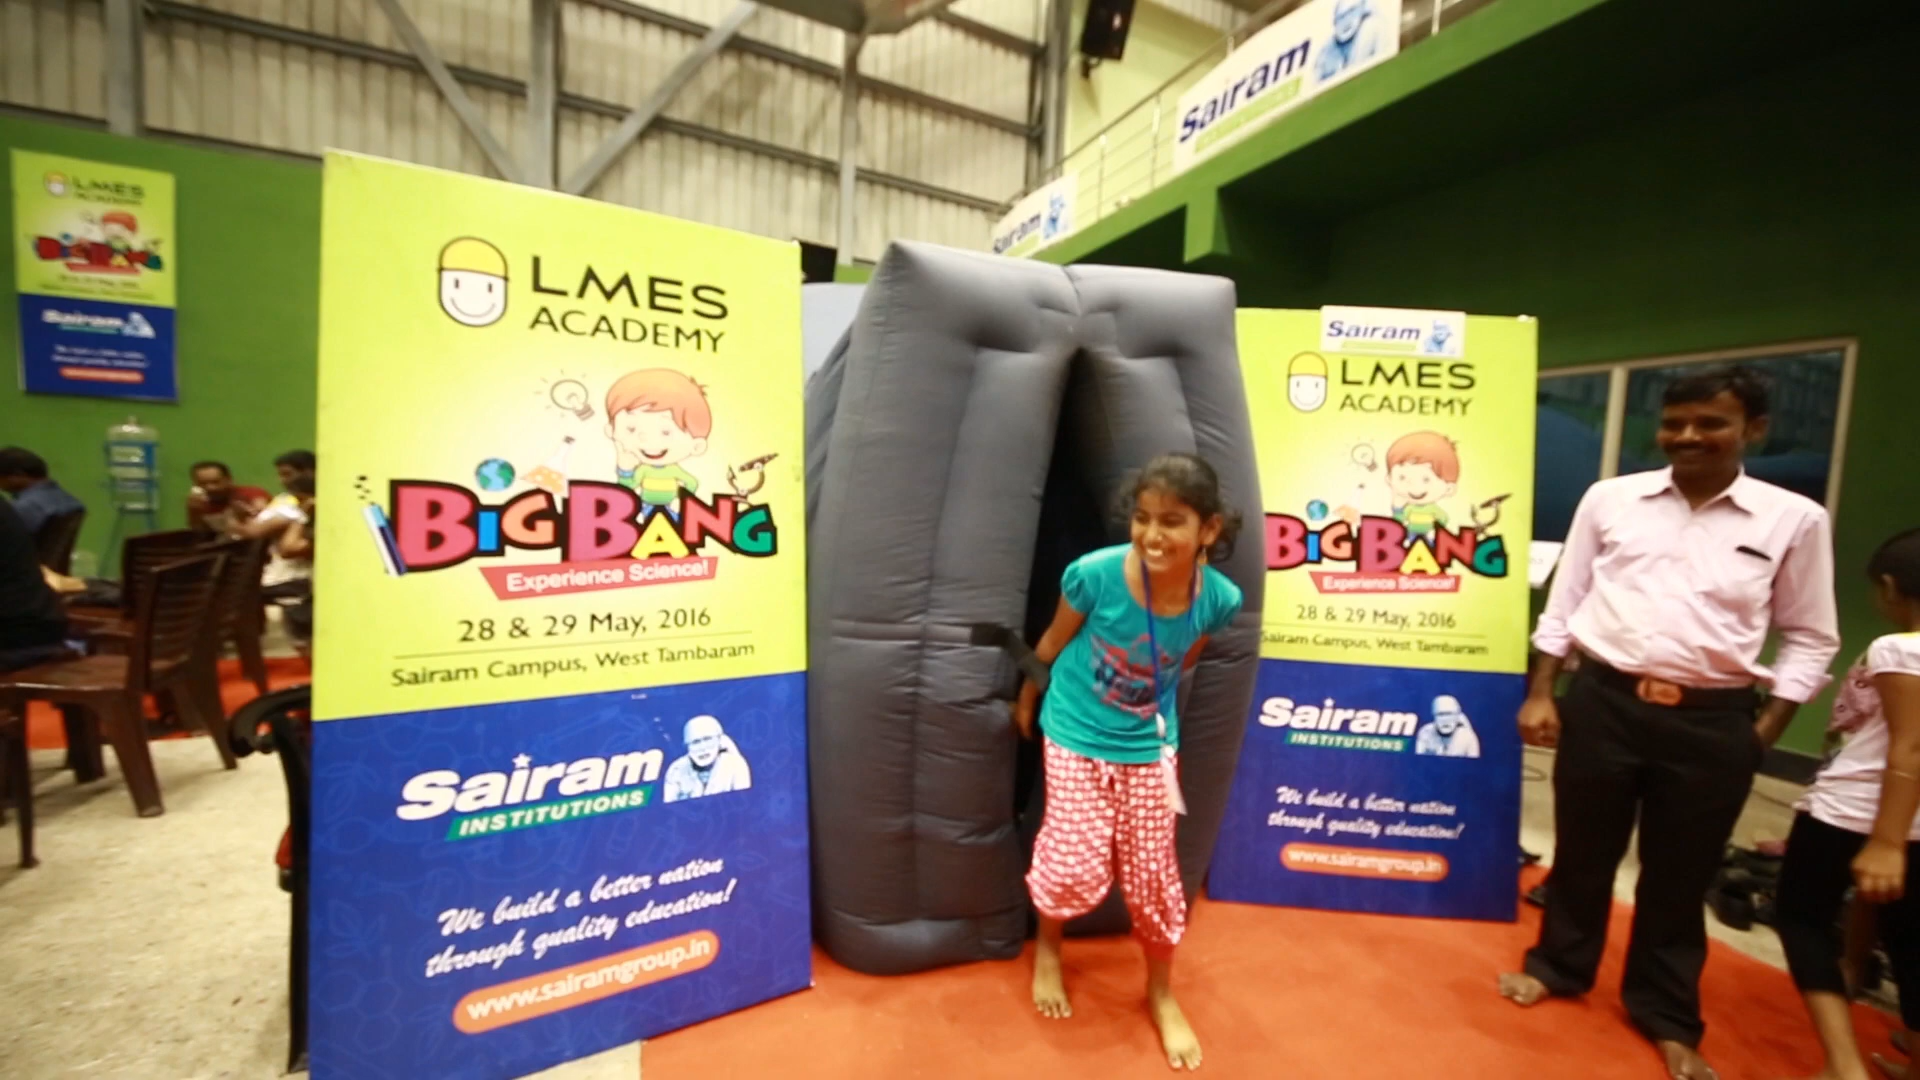 Sairam
Sairam
LMES
ACADEMY
BIG BANG
Sairam
LMES
ACADEMY
BiG BANG
Experience Science!
28 & 29 May, 2016
Sairam Campus, West Tambaram
Sairam
INSTITUTIONS
We build a better nation
through quality education!
www.sairamgroup.in
Sairam
LMES
ACADEMY
BiG BANG
Experience Science!
28 & 29 May, 2016
Sairam Campus, West Tambaram
Sairam
INSTITUTIONS
We build a better nation
through quality education!
www.sairamgroup.in